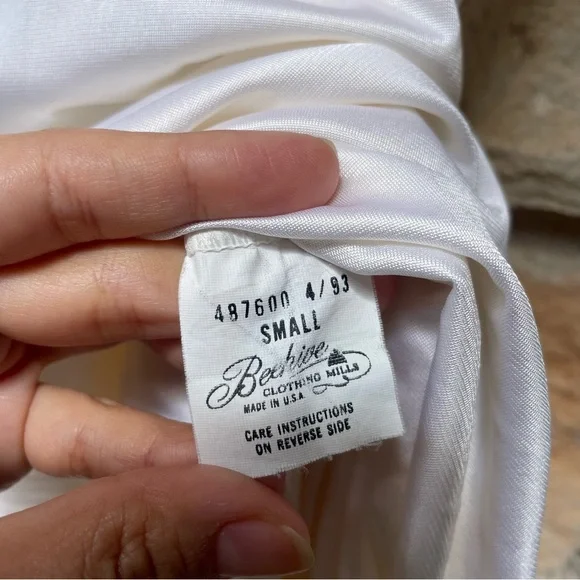 487600 4/93
SMALL
Beehive
CLOTHING MILLS
MADE IN U.S.A.
CARE INSTRUCTIONS
ON REVERSE SIDE